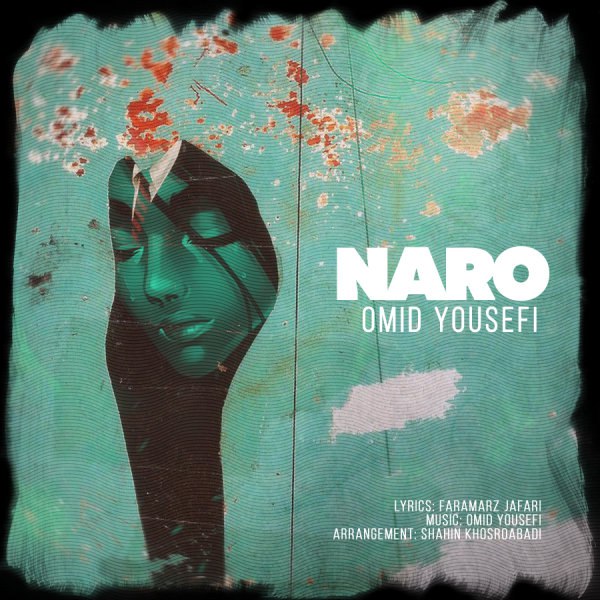 NARO
OMID YOUSEFI
LYRICS: FARAMARZ JAFARI
MUSIC: OMID YOUSEFI
ARRANGEMENT: SHAHIN KHOSROABADI